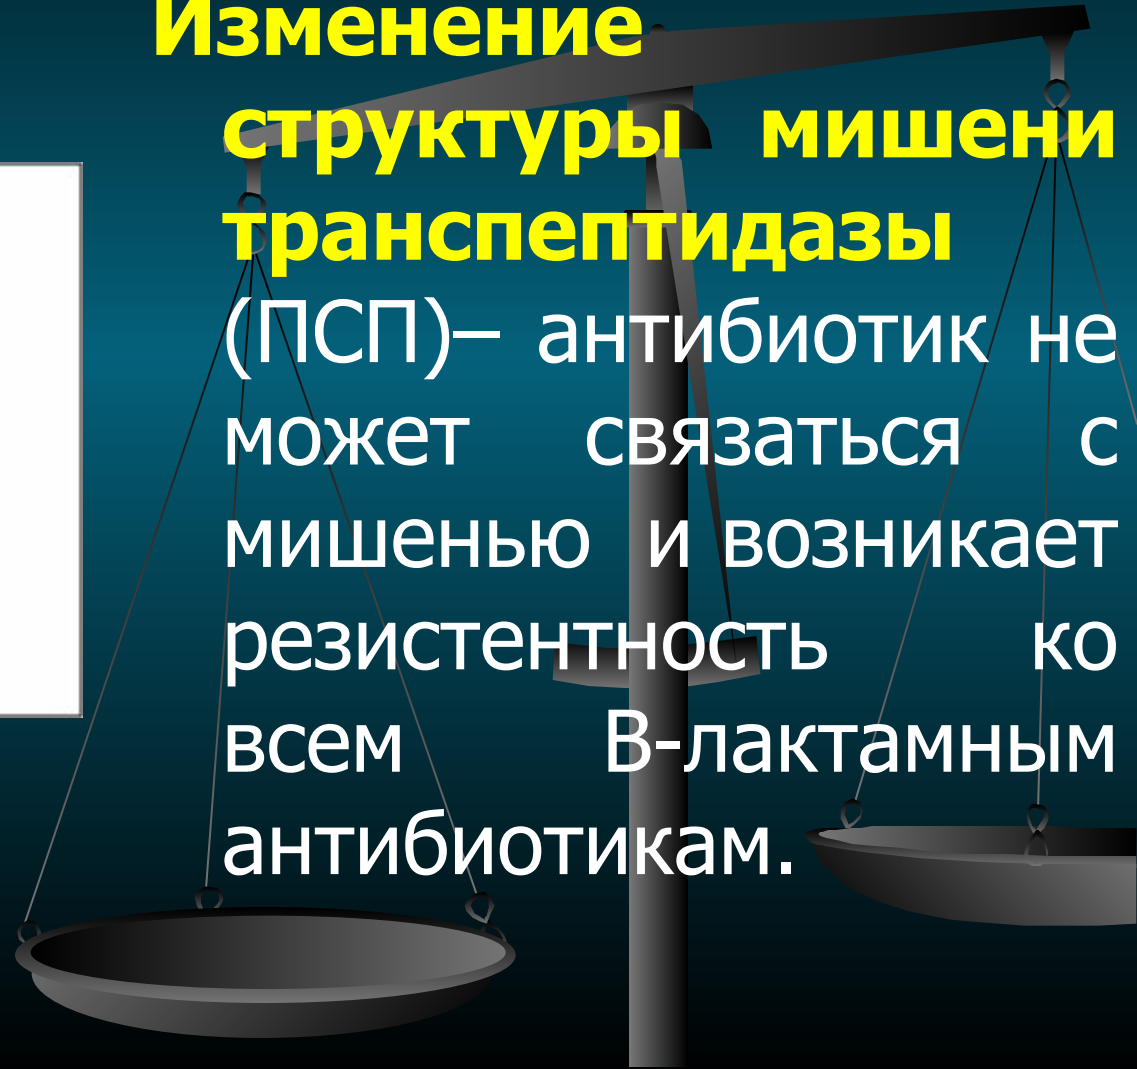 Изменение
структуры мишени
транспептидазы
(ПСП)– антибиотик не
может связаться с
мишенью и возникает
резистентность ко
всем В-лактамным
антибиотикам.